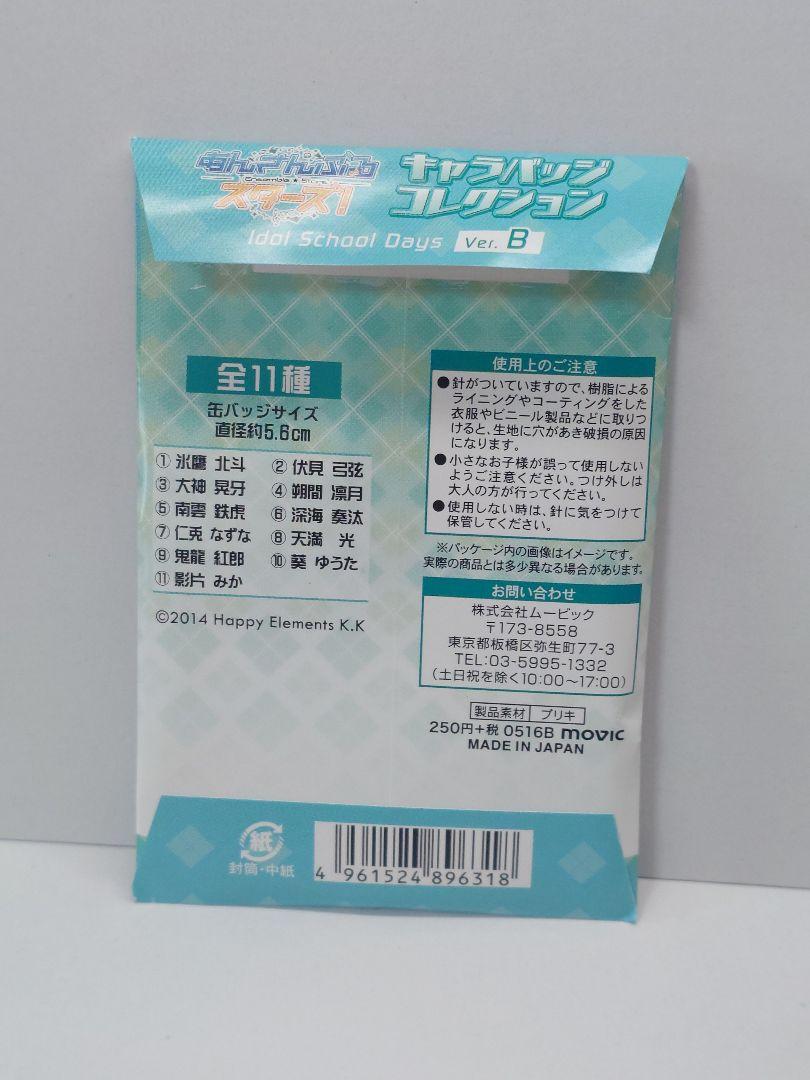 あんさんぶる
Ensemble★Stars!
スターズ!
キャラバッジ
コレクション
Idol School Days Ver. B
全11種
缶バッジサイズ
直径約5.6cm
① 氷鷹 北斗 ② 伏見 弓弦
③ 大神 晃牙 ④ 朔間 凛月
⑤ 南雲 鉄虎 ⑥ 深海 奏汰
⑦ 仁兎 なずな ⑧ 天満 光
⑨ 鬼龍 紅郎 ⑩ 葵 ゆうた
⑪ 影片 みか
©2014 Happy Elements K.K
使用上のご注意
●針がついていますので、樹脂による
ライニングやコーティングをした
衣服やビニール製品などに取りつ
けると、生地に穴があき破損の原因
になります。
●小さなお子様が誤って使用しない
ようご注意ください。つけ外しは
大人の方が行ってください。
●使用しない時は、針に気をつけて
保管してください。
※パッケージ内の画像はイメージです。
実際の商品とは多少異なる場合があります。
お問い合わせ
株式会社ムービック
〒173-8558
東京都板橋区弥生町77-3
TEL:03-5995-1332
(土日祝を除く10:00〜17:00)
製品素材 ブリキ
250円+税 0516B movic
MADE IN JAPAN
紙
封筒・中紙
4 961524 896318